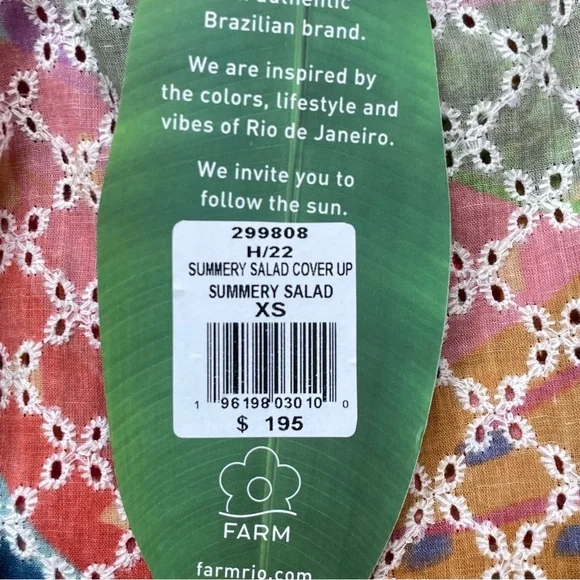 authentic
Brazilian brand.
We are inspired by
the colors, lifestyle and
vibes of Rio de Janeiro.
We invite you to
follow the sun.
299808
H/22
SUMMERY SALAD COVER UP
SUMMERY SALAD
XS
1 96198 03010 0
$ 195
FARM
farmrio.com